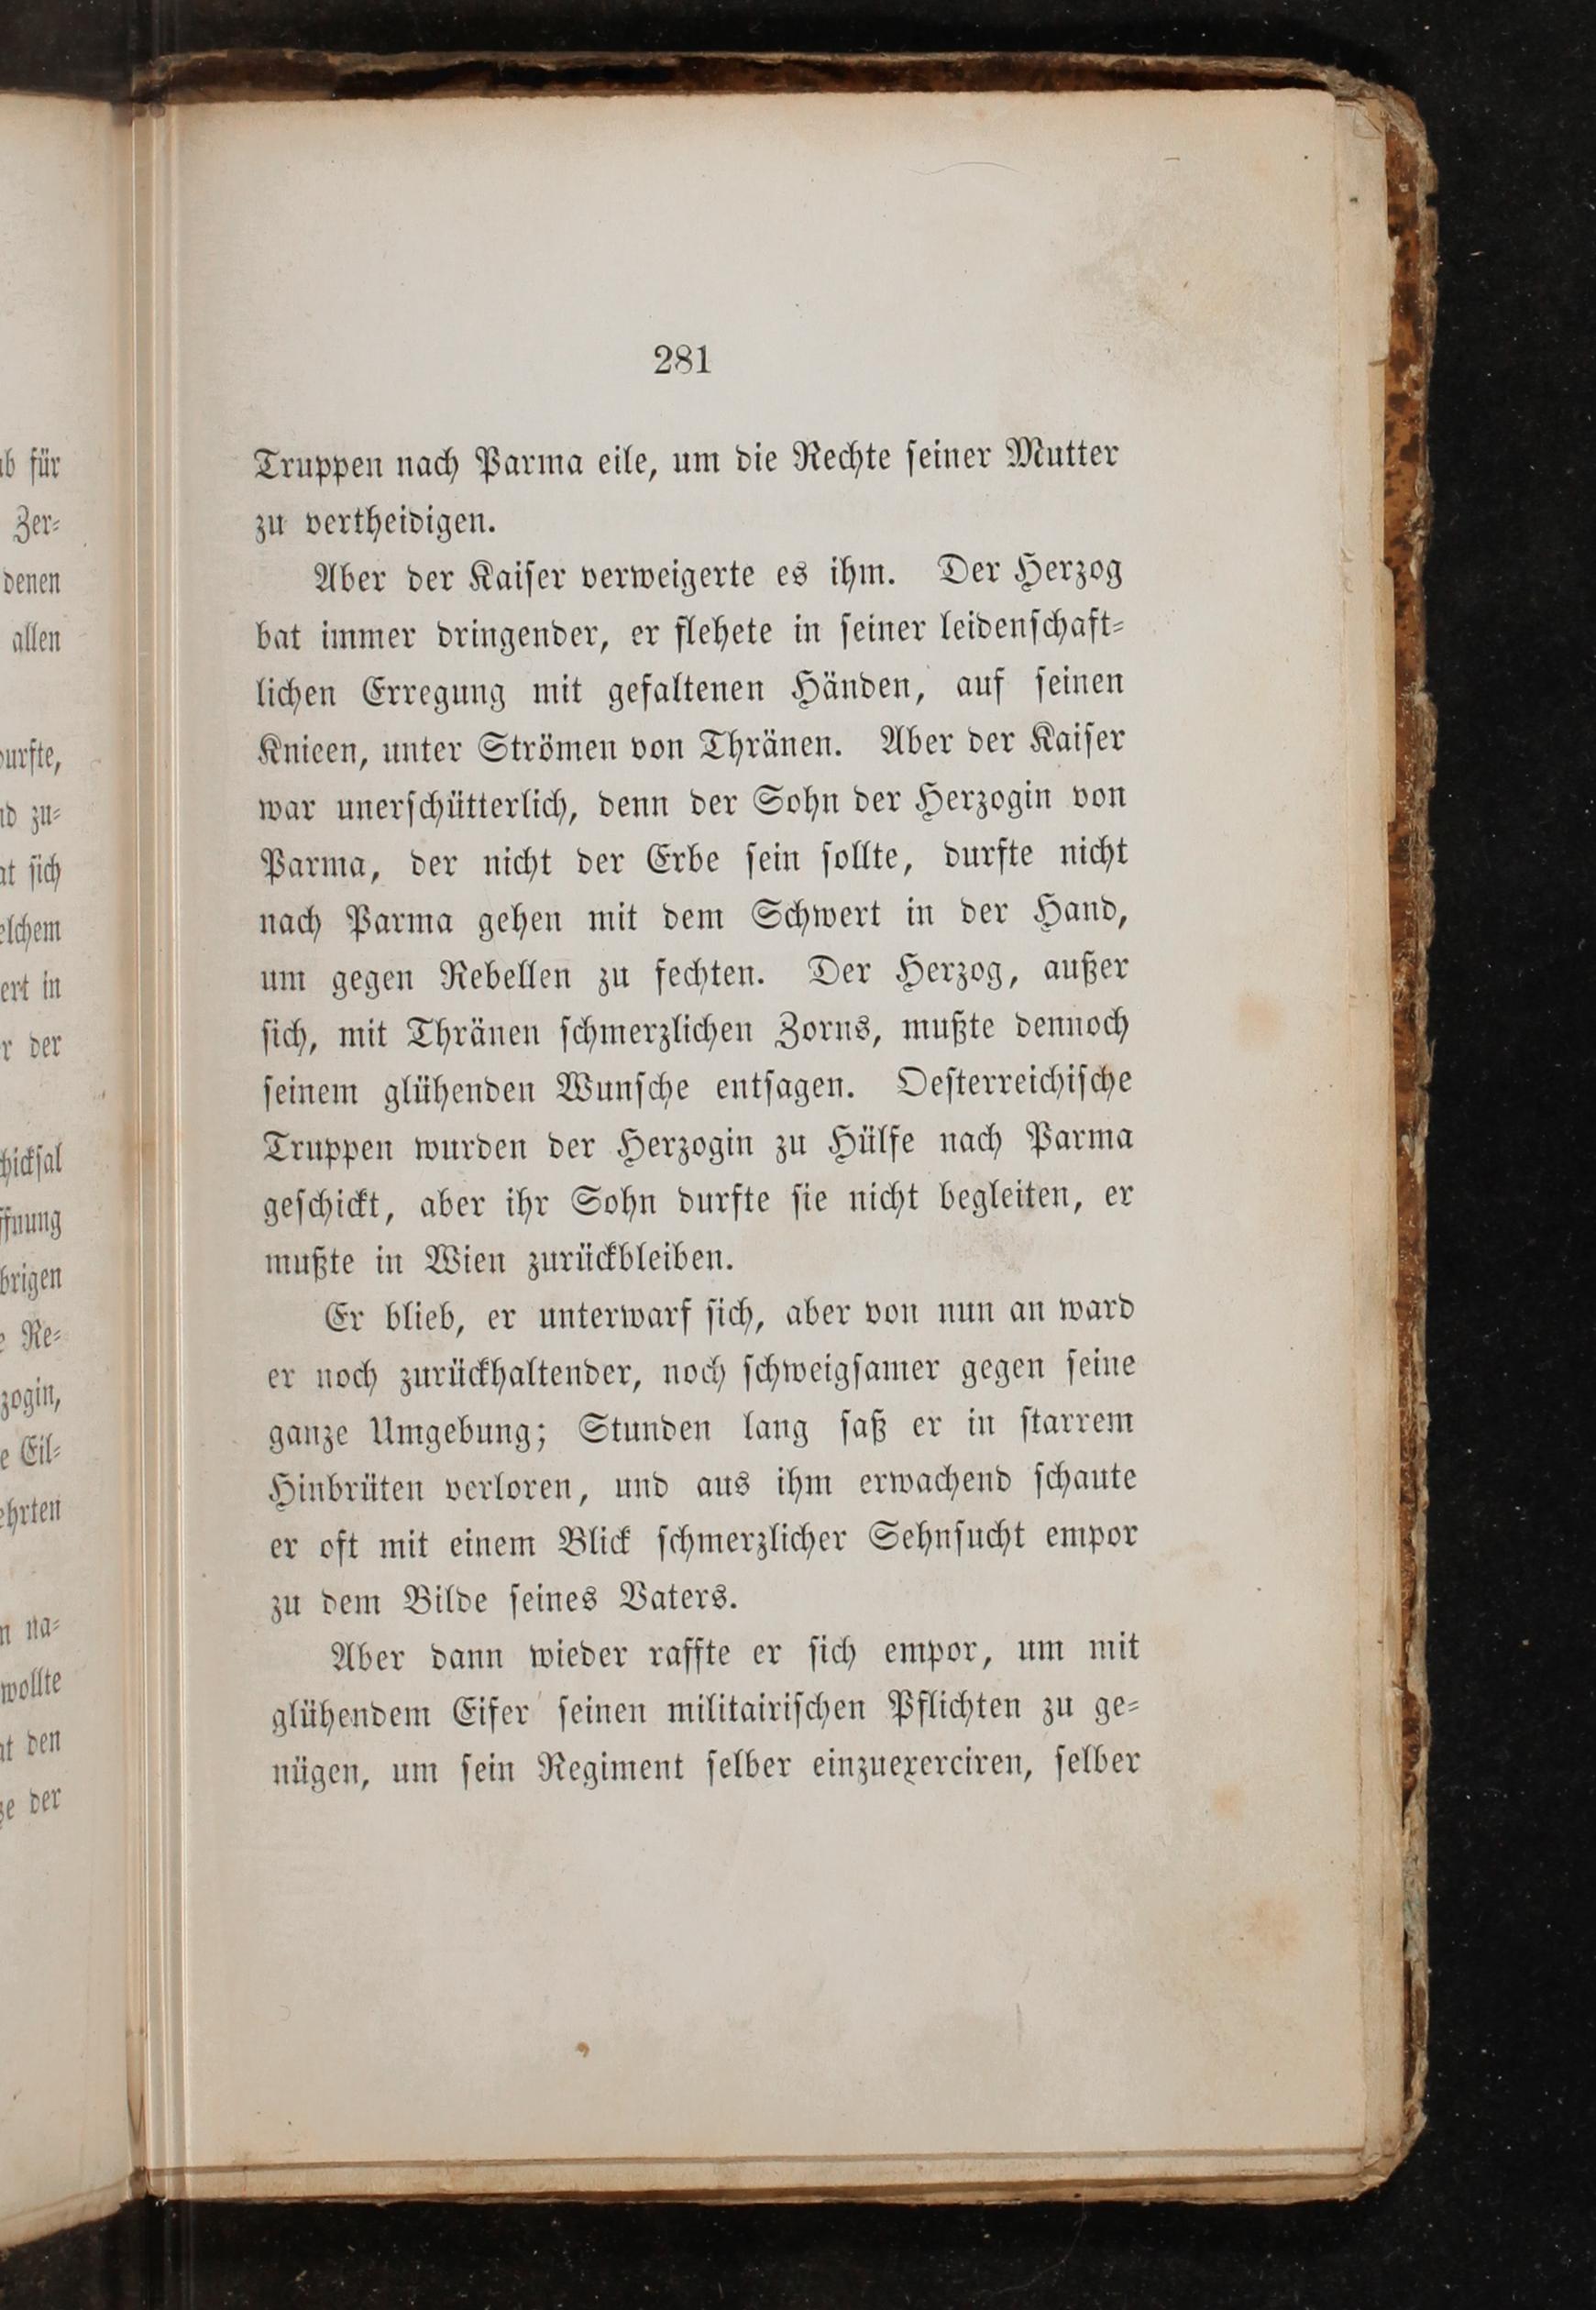 281
Truppen nach Parma eile, um die Rechte seiner Mutter
zu vertheidigen.
Aber der Kaiser verweigerte es ihm. Der Herzog
bat immer dringender, er flehete in seiner leidenschaft-
lichen Erregung mit gefaltenen Händen, auf seinen
Knieen, unter Strömen von Thränen. Aber der Kaiser
war unerschütterlich, denn der Sohn der Herzogin von
Parma, der nicht der Erbe sein sollte, durfte nicht
nach Parma gehen mit dem Schwert in der Hand,
um gegen Rebellen zu fechten. Der Herzog, außer
sich, mit Thränen schmerzlichen Zorns, mußte dennoch
seinem glühenden Wunsche entsagen. Oesterreichische
Truppen wurden der Herzogin zu Hülfe nach Parma
geschickt, aber ihr Sohn durfte sie nicht begleiten, er
mußte in Wien zurückbleiben.
Er blieb, er unterwarf sich, aber von nun an ward
er noch zurückhaltender, noch schweigsamer gegen seine
ganze Umgebung; Stunden lang saß er in starrem
Hinbrüten verloren, und aus ihm erwachend schaute
er oft mit einem Blick schmerzlicher Sehnsucht empor
zu dem Bilde seines Vaters.
Aber dann wieder raffte er sich empor, um mit
glühendem Eifer seinen militairischen Pflichten zu ge-
nügen, um sein Regiment selber einzuexerciren, selber